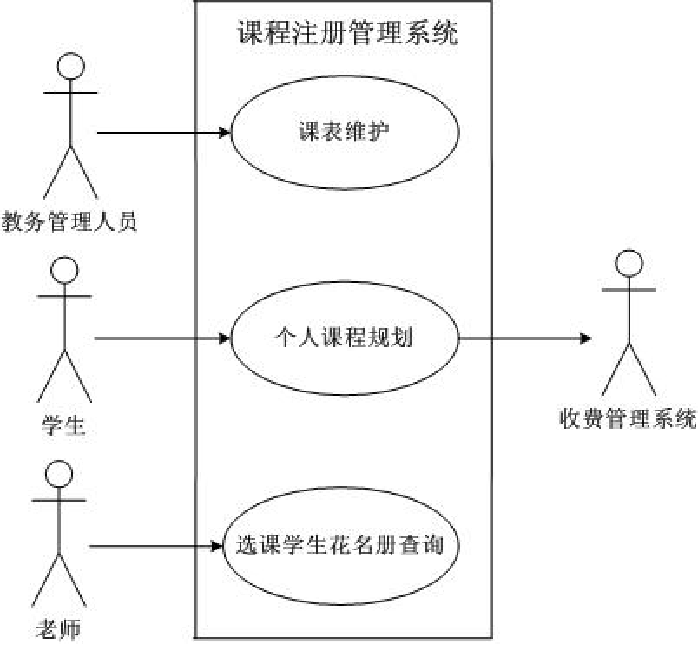 课程注册管理系统
课表维护
教务管理人员
个人课程规划
学生
收费管理系统
选课学生花名册查询
老师